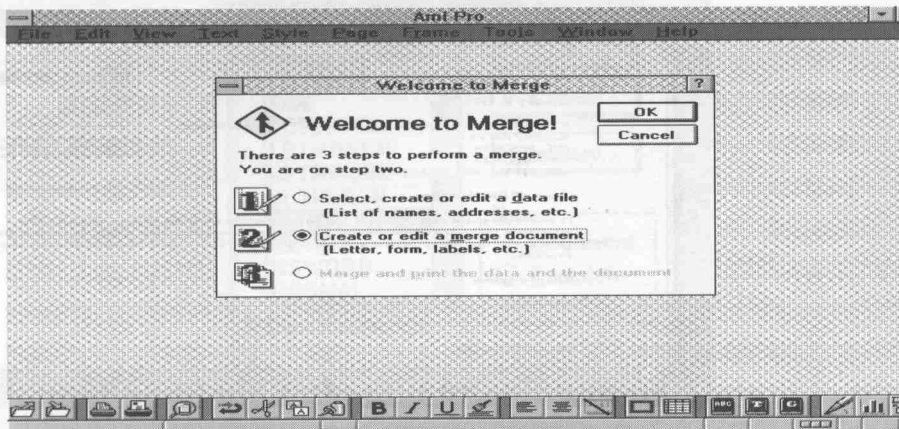 Ami Pro
File Edit View Text Style Page Frame Tools Window Help
Welcome to Merge ?
Welcome to Merge!
OK
Cancel
There are 3 steps to perform a merge.
You are on step two.
1 Select, create or edit a data file
(List of names, addresses, etc.)
2 Create or edit a merge document
(Letter, form, labels, etc.)
Merge and print the data and the document
B I U ABC T G